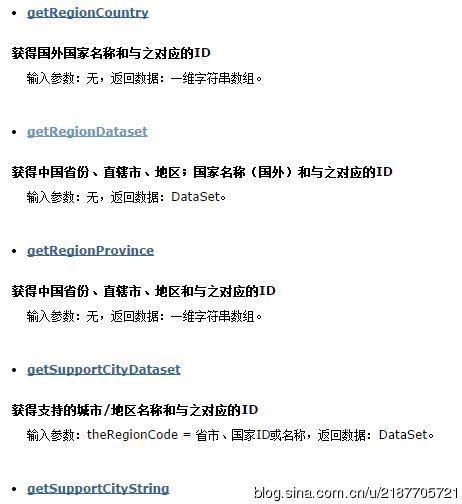 getRegionCountry
获得国外国家名称和与之对应的ID
输入参数：无，返回数据：一维字符串数组。
getRegionDataset
获得中国省份、直辖市、地区；国家名称（国外）和与之对应的ID
输入参数：无，返回数据：DataSet。
getRegionProvince
获得中国省份、直辖市、地区和与之对应的ID
输入参数：无，返回数据：一维字符串数组。
getSupportCityDataset
获得支持的城市/地区名称和与之对应的ID
输入参数：theRegionCode = 省市、国家ID或名称，返回数据：DataSet。
getSupportCityString
blog.sina.com.cn/u/2187705721